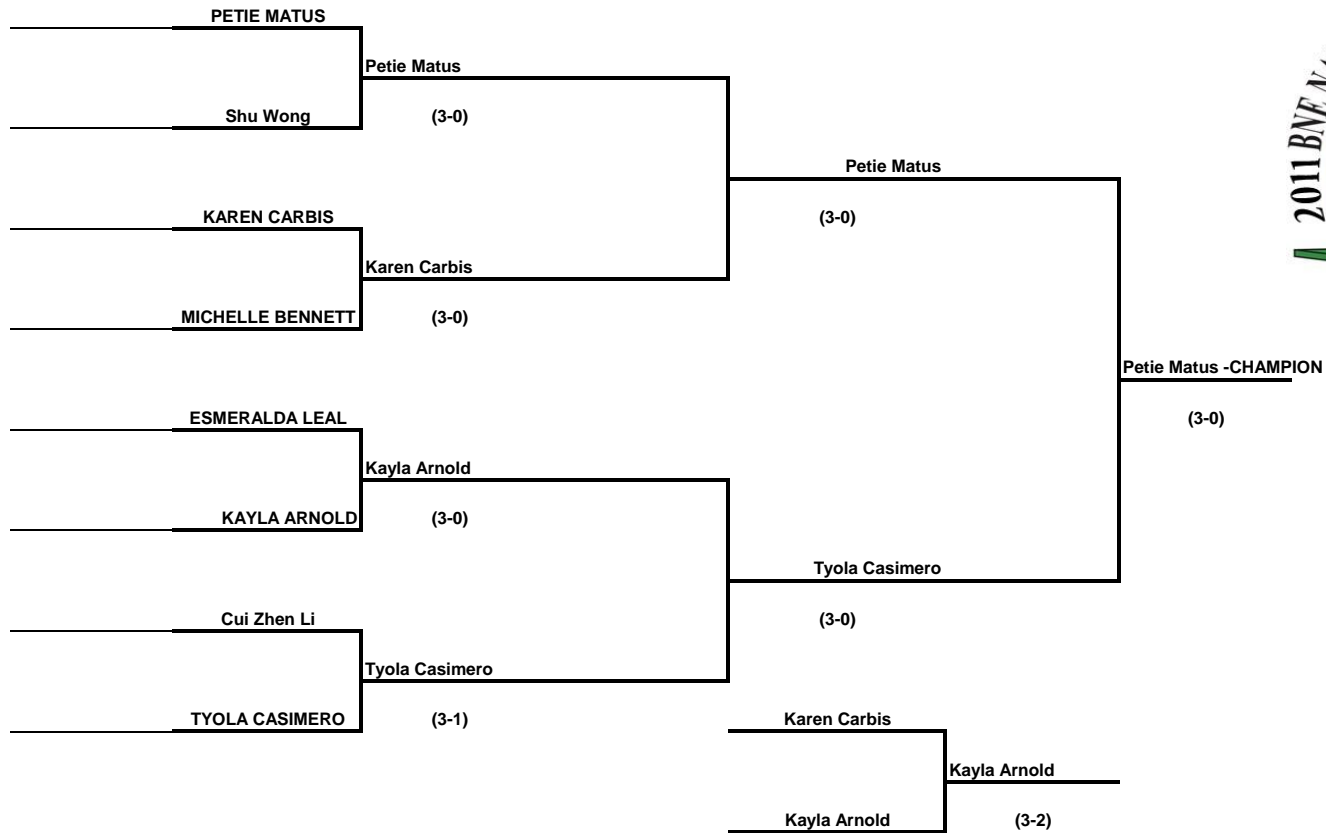 PETIE MATUS
Petie Matus
Shu Wong (3-0)
Petie Matus
KAREN CARBIS (3-0)
Karen Carbis
MICHELLE BENNETT (3-0)
Petie Matus -CHAMPION
ESMERALDA LEAL (3-0)
Kayla Arnold
KAYLA ARNOLD (3-0)
Tyola Casimero
Cui Zhen Li (3-0)
Tyola Casimero
TYOLA CASIMERO (3-1) Karen Carbis
Kayla Arnold
Kayla Arnold (3-2)
2011 BNE